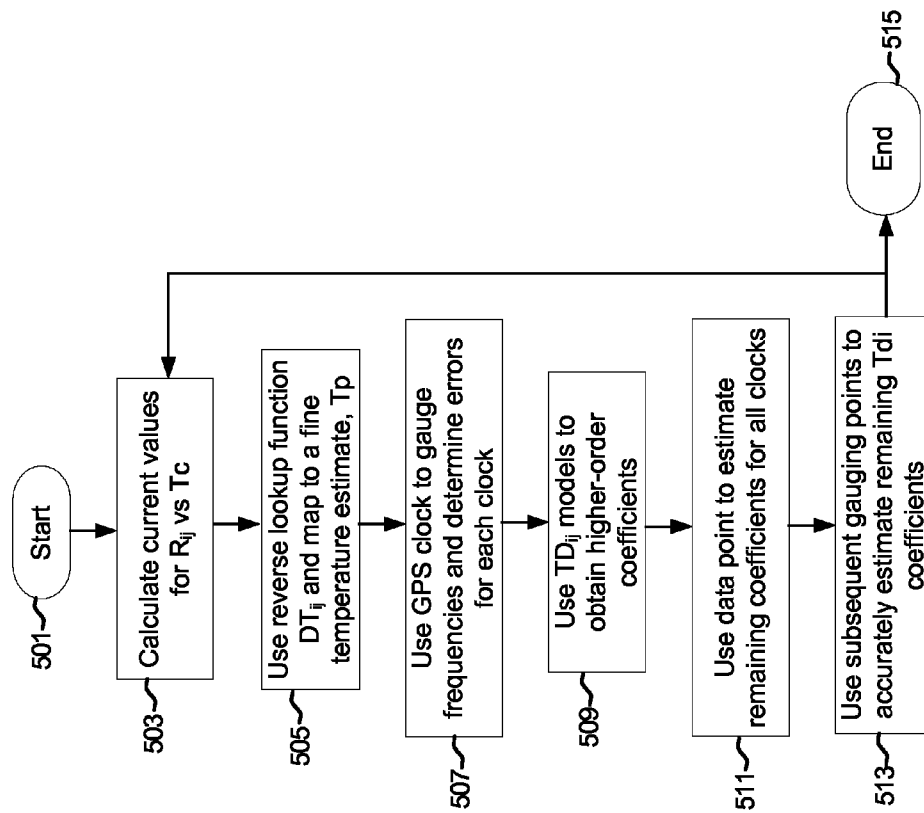 Start
501
Calculate current values
for Rij vs Tc
503
Use reverse lookup function
DTij and map to a fine
temperature estimate, Tp
505
Use GPS clock to gauge
frequencies and determine errors
for each clock
507
Use TDij models to
obtain higher-order
coefficients
509
Use data point to estimate
remaining coefficients for all clocks
511
Use subsequent gauging points to
accurately estimate remaining Tdi
coefficients
513
End
515